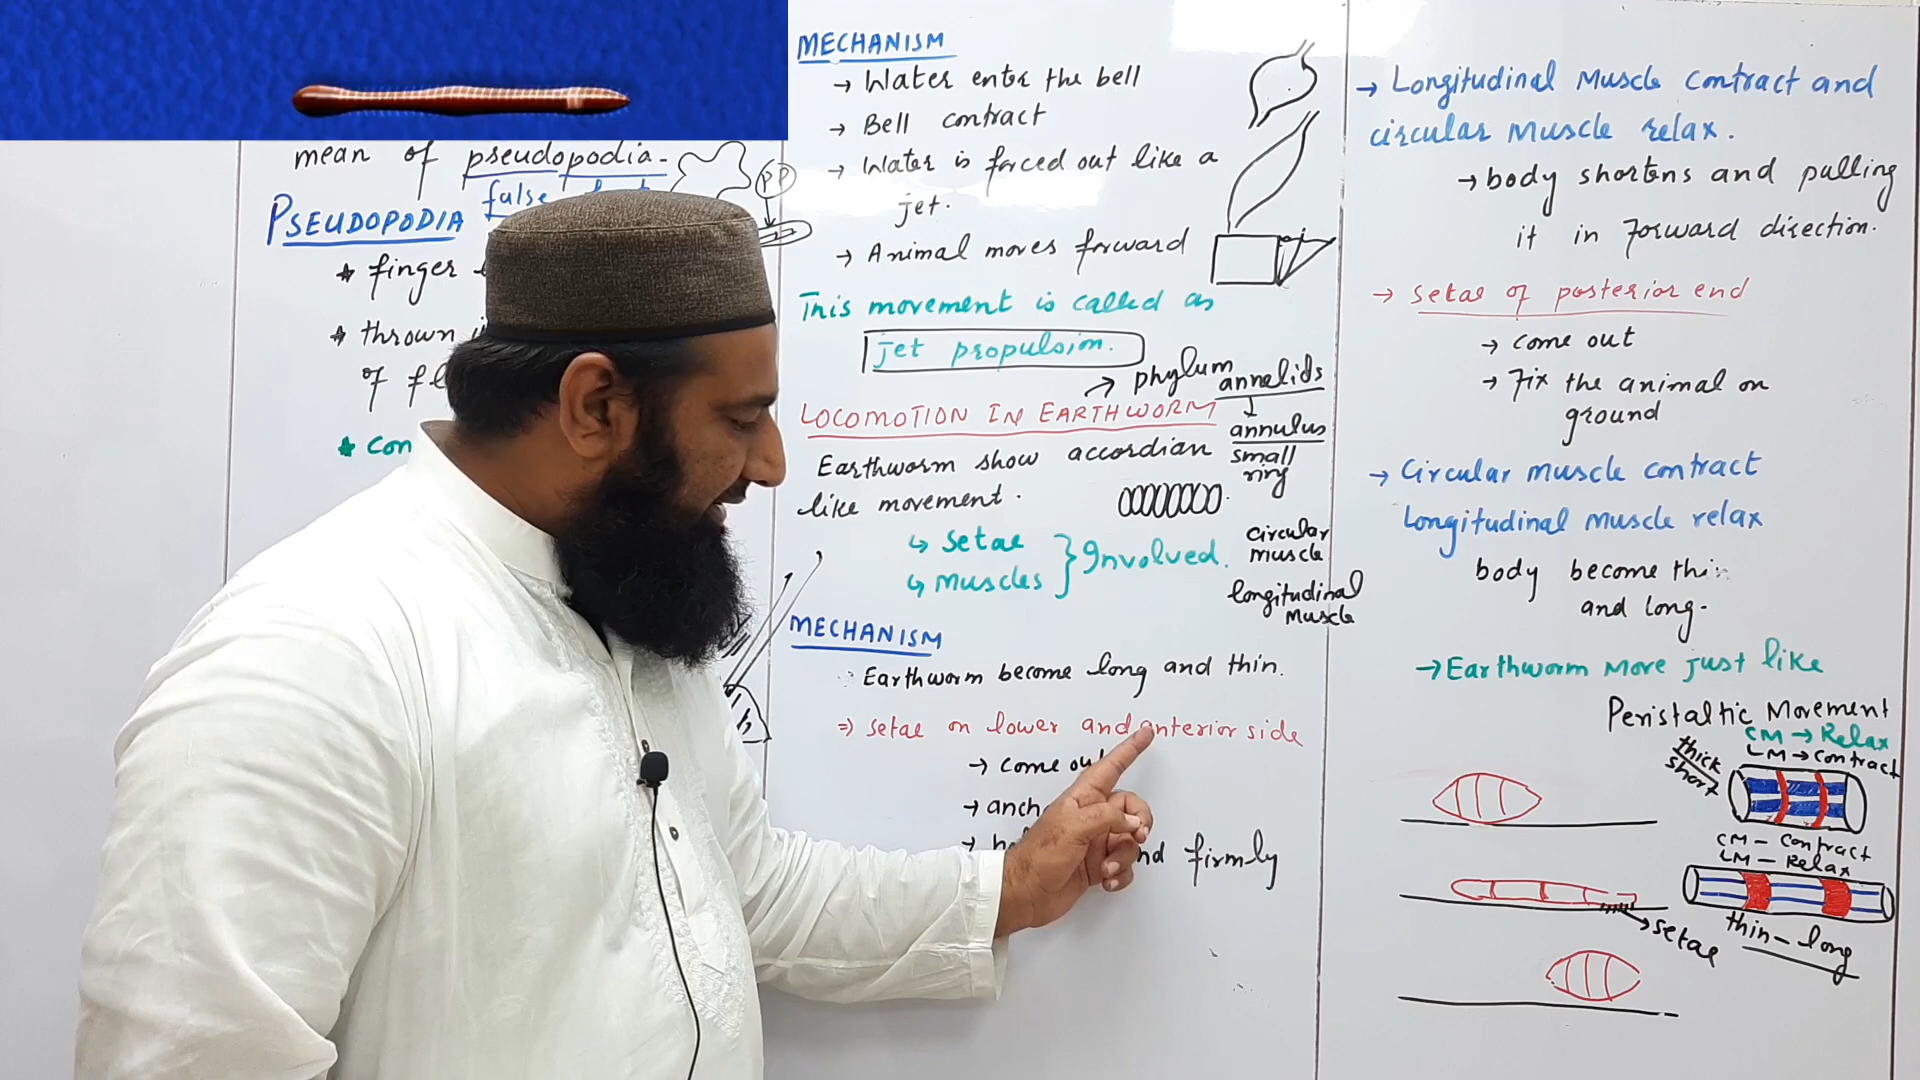 mean of pseudopodia-
false
PP
PSEUDOPODIA
finger
thrown
of
con
MECHANISM
→ Water enter the bell
→ Bell contract
→ Water is forced out like a
jet.
→ Animal moves forward
This movement is called as
jet propulsion.
→ phylum annelids
LOCOMOTION IN EARTHWORM
annulus
small
ring
Earthworm show accordian
like movement.
↳ setae
↳ muscles } Involved.
circular
muscle
longitudinal
muscle
MECHANISM
Earthworm become long and thin.
⇒ setae on lower and anterior side
→ come out
→
→ firmly
→ Longitudinal Muscle contract and
circular muscle relax.
→ body shortens and pulling
it in forward direction.
→ setae of posterior end
→ come out
→ Fix the animal on
ground
→ Circular muscle contract
Longitudinal muscle relax
body become thin
and long-
→ Earthworm move just like
Peristaltic Movement
CM → Relax
LM → contract
thick
short
CM - Contract
LM - Relax
→ setae
thin - long